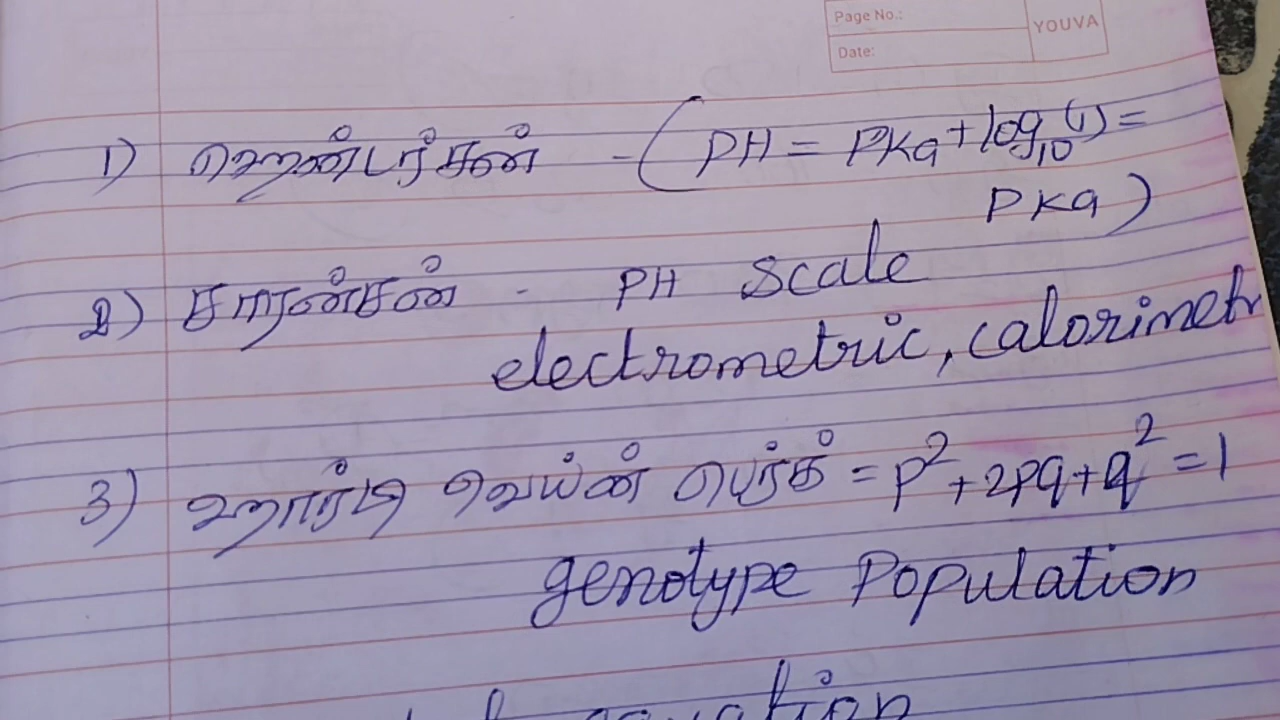 Page No.:
YOUVA
Date:
1) ஹெண்டர்சன் - ( PH = PKa + log10 (1) =
PKa )
2) சாரன்சன் - PH scale
electrometric, calorimetr
3) ஹார்டி வெய்ன் பெர்க் = p² + 2pq + q² = 1
genotype Population